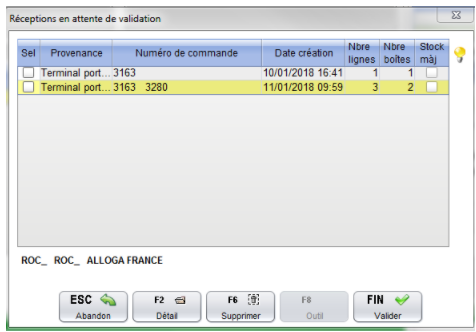 Réceptions en attente de validation
Sel Provenance Numéro de commande Date création Nbre lignes Nbre boîtes Stock màj
Terminal port... 3163 10/01/2018 16:41 1 1
Terminal port... 3163 3280 11/01/2018 09:59 3 2
ROC_ ROC_ ALLOGA FRANCE
ESC F2 F6 F8 FIN
Abandon Détail Supprimer Outil Valider